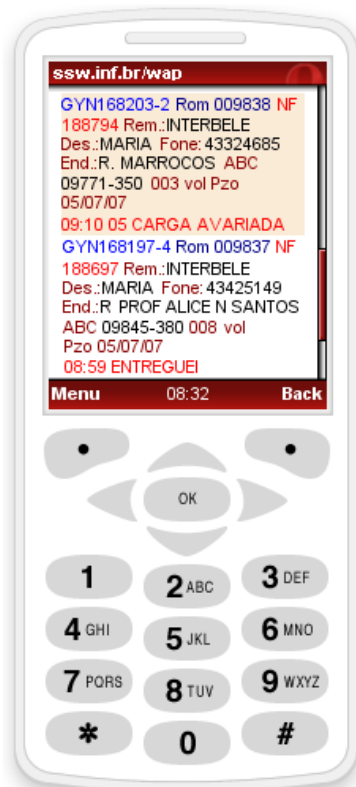 ssw.inf.br/wap
GYN168203-2 Rom 009838 NF
188794 Rem.:INTERBELE
Des.:MARIA Fone: 43324685
End.:R. MARROCOS ABC
09771-350 003 vol Pzo
05/07/07
09:10 05 CARGA AVARIADA
GYN168197-4 Rom 009837 NF
188697 Rem.:INTERBELE
Des.:MARIA Fone: 43425149
End.:R PROF ALICE N SANTOS
ABC 09845-380 008 vol
Pzo 05/07/07
08:59 ENTREGUEI
Menu 08:32 Back
OK
1 2 ABC 3 DEF
4 GHI 5 JKL 6 MNO
7 PQRS 8 TUV 9 WXYZ
* 0 #